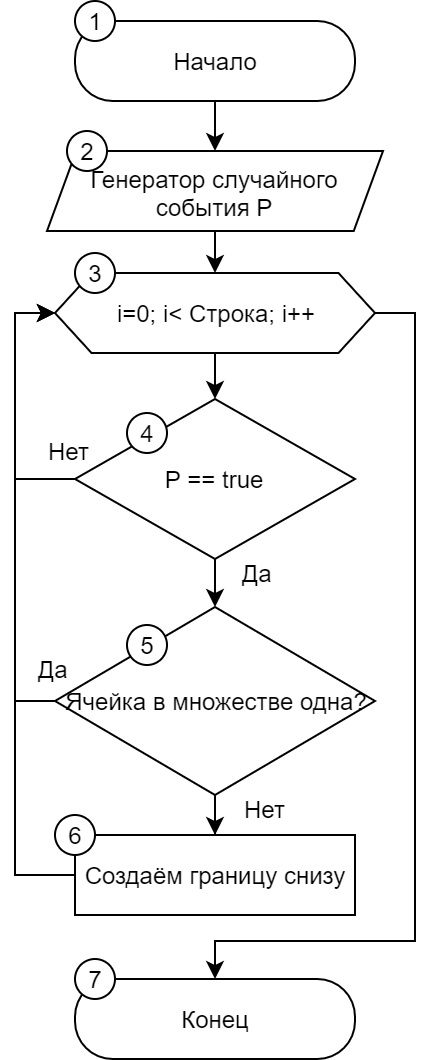 1
Начало
2
Генератор случайного
события P
3
i=0; i< Строка; i++
4
Нет
P == true
Да
5
Да
Ячейка в множестве одна?
Нет
6
Создаём границу снизу
7
Конец